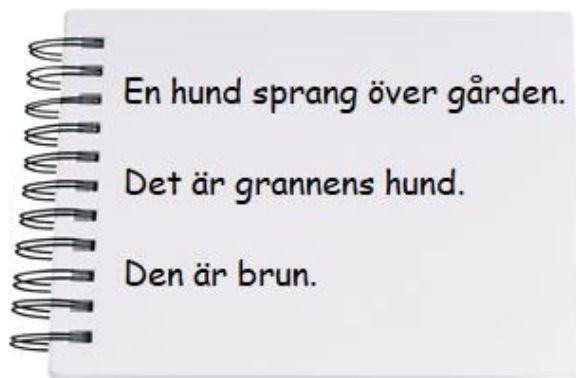 En hund sprang över gården.
Det är grannens hund.
Den är brun.